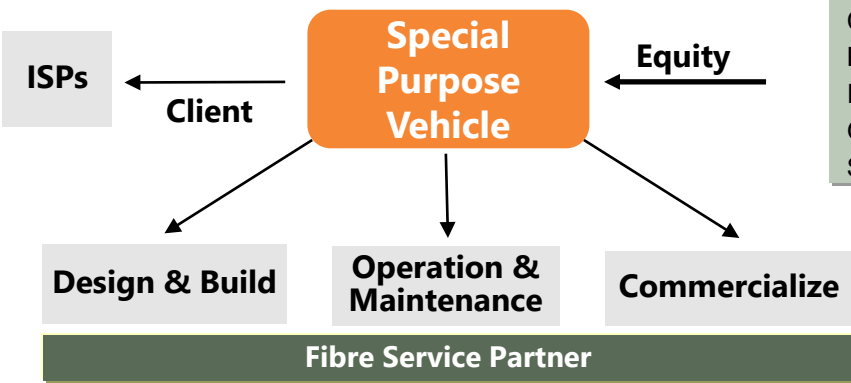 Special
Purpose
Vehicle
ISPs
Client
Equity
Design & Build
Operation &
Maintenance
Commercialize
Fibre Service Partner